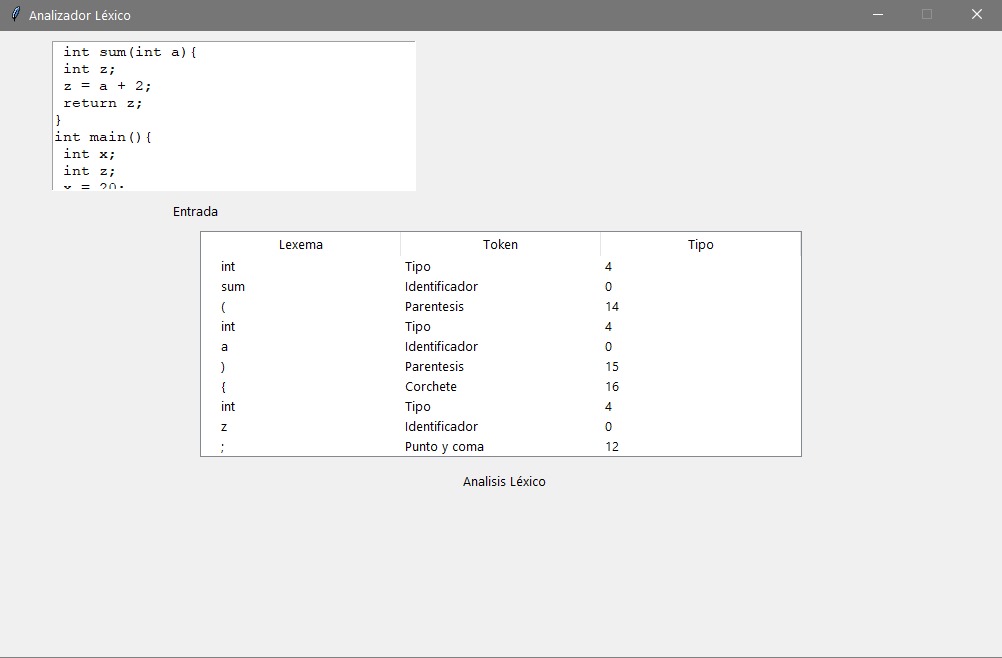 Analizador Léxico
int sum(int a){
int z;
z = a + 2;
return z;
}
int main(){
int x;
int z;
x = 20;
Entrada
Lexema Token Tipo
int Tipo 4
sum Identificador 0
( Parentesis 14
int Tipo 4
a Identificador 0
) Parentesis 15
{ Corchete 16
int Tipo 4
z Identificador 0
; Punto y coma 12
Analisis Léxico